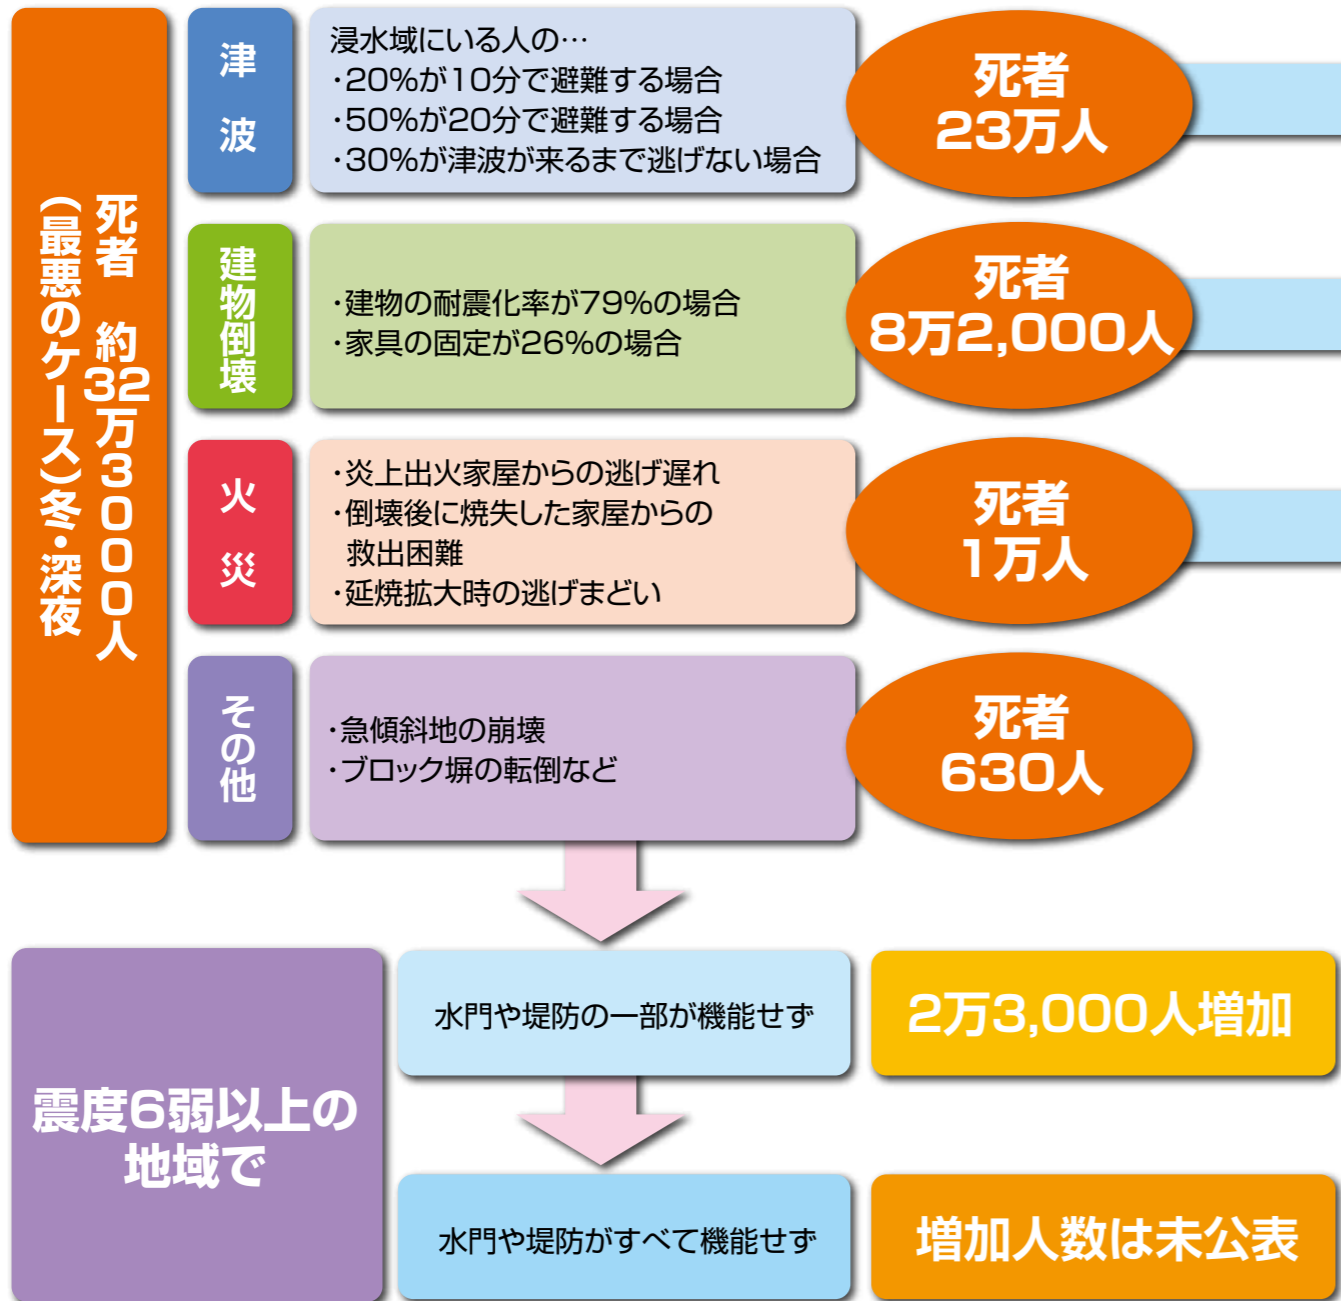 死者　約32万3000人
（最悪のケース）冬・深夜
津波
浸水域にいる人の…
・20%が10分で避難する場合
・50%が20分で避難する場合
・30%が津波が来るまで逃げない場合
死者
23万人
建物倒壊
・建物の耐震化率が79%の場合
・家具の固定が26%の場合
死者
8万2,000人
火災
・炎上出火家屋からの逃げ遅れ
・倒壊後に焼失した家屋からの
救出困難
・延焼拡大時の逃げまどい
死者
1万人
その他
・急傾斜地の崩壊
・ブロック塀の転倒など
死者
630人
震度6弱以上の
地域で
水門や堤防の一部が機能せず
2万3,000人増加
水門や堤防がすべて機能せず
増加人数は未公表